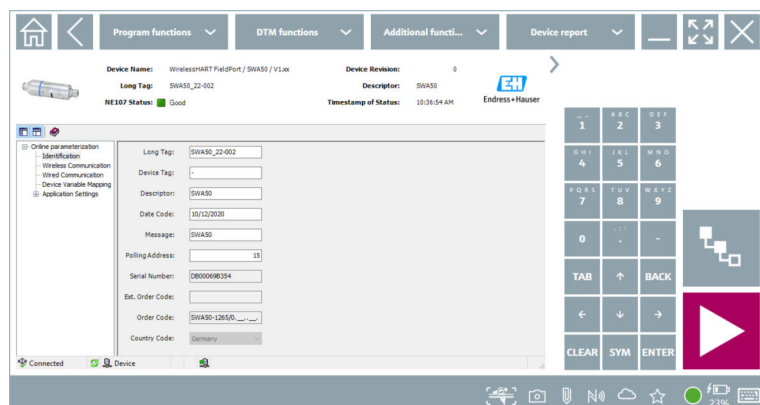 Program functions
DTM functions
Additional functi...
Device report
Device Name: WirelessHART FieldPort / SWA50 / V1.xx
Device Revision: 0
Long Tag: SWA50_22-002
Descriptor: SWA50
NE107 Status: Good
Timestamp of Status: 10:36:54 AM
EH
Endress+Hauser
Online parameterization
Identification
Wireless Communication
Wired Communication
Device Variable Mapping
Application Settings
Long Tag: SWA50_22-002
Device Tag: -
Descriptor: SWA50
Date Code: 10/12/2020
Message: SWA50
Polling Address: 15
Serial Number: DB000698354
Ext. Order Code:
Order Code: SWA50-1265/0.__..__.
Country Code: Germany
Connected
Device
1
ABC 2
DEF 3
GHI 4
JKL 5
MNO 6
PQRS 7
TUV 8
WXYZ 9
0
.
-
TAB
↑
BACK
←
↓
→
CLEAR
SYM
ENTER
23%